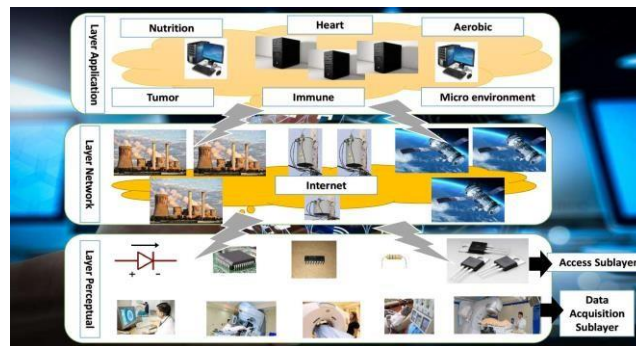 Layer Application
Nutrition
Heart
Aerobic
Tumor
Immune
Micro environment
Layer Network
Internet
Layer Perceptual
+ -
Access Sublayer
Data
Acquisition
Sublayer